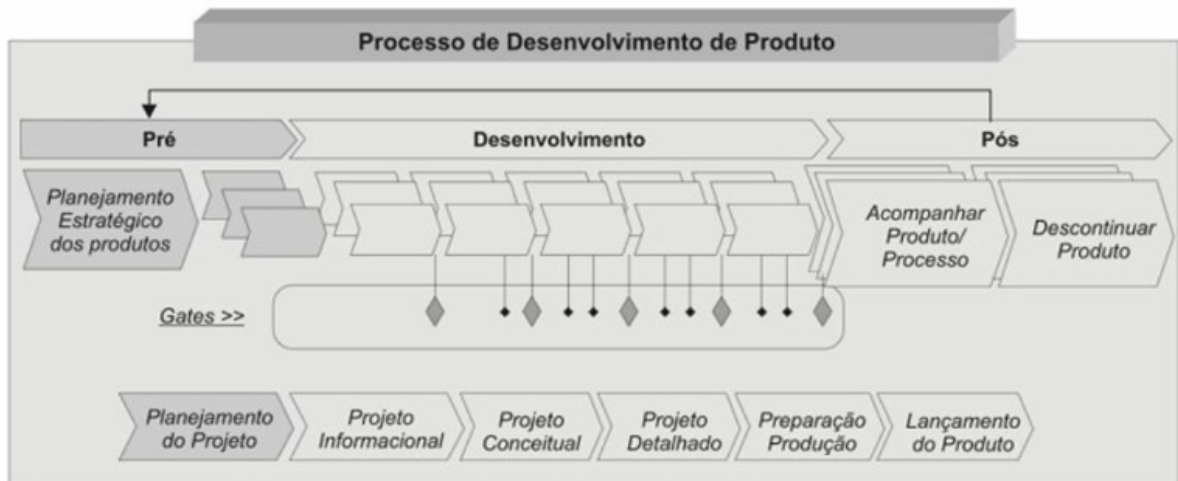 Processo de Desenvolvimento de Produto
Pré
Desenvolvimento
Pós
Planejamento
Estratégico
dos produtos
Acompanhar
Produto/
Processo
Descontinuar
Produto
Gates >>
Planejamento
do Projeto
Projeto
Informacional
Projeto
Conceitual
Projeto
Detalhado
Preparação
Produção
Lançamento
do Produto